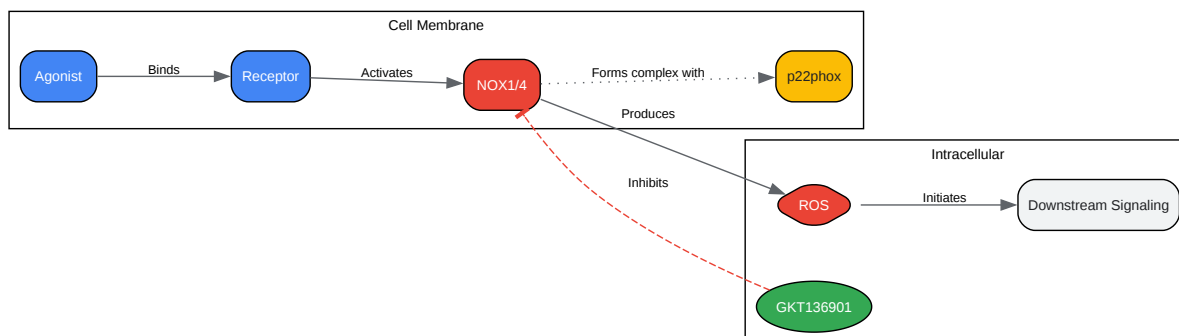 Cell Membrane
Agonist
Binds
Receptor
Activates
NOX1/4
Forms complex with
p22phox
Produces
Intracellular
Inhibits
ROS
Initiates
Downstream Signaling
GKT136901